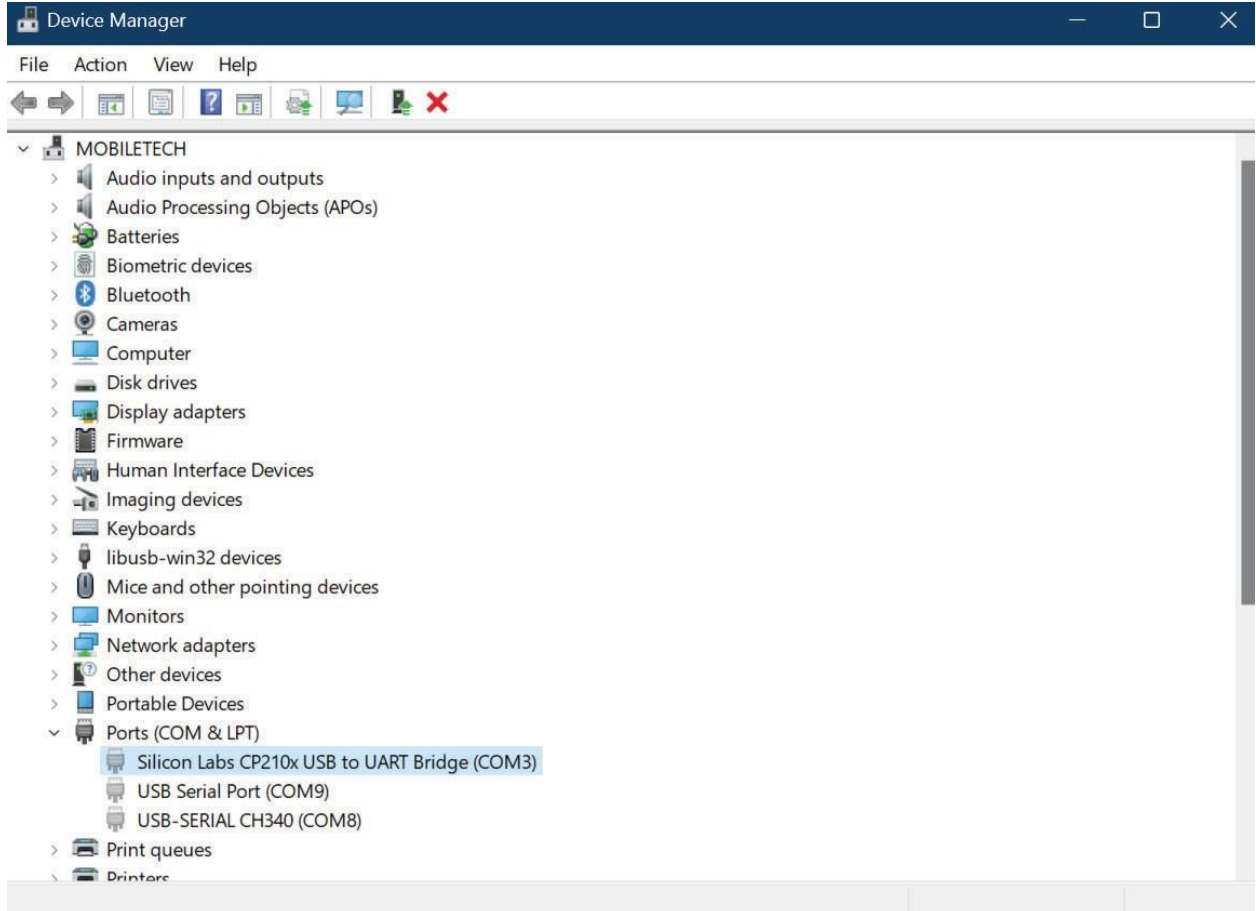 Device Manager
File Action View Help
MOBILETECH
Audio inputs and outputs
Audio Processing Objects (APOs)
Batteries
Biometric devices
Bluetooth
Cameras
Computer
Disk drives
Display adapters
Firmware
Human Interface Devices
Imaging devices
Keyboards
libusb-win32 devices
Mice and other pointing devices
Monitors
Network adapters
Other devices
Portable Devices
Ports (COM & LPT)
Silicon Labs CP210x USB to UART Bridge (COM3)
USB Serial Port (COM9)
USB-SERIAL CH340 (COM8)
Print queues
Printers